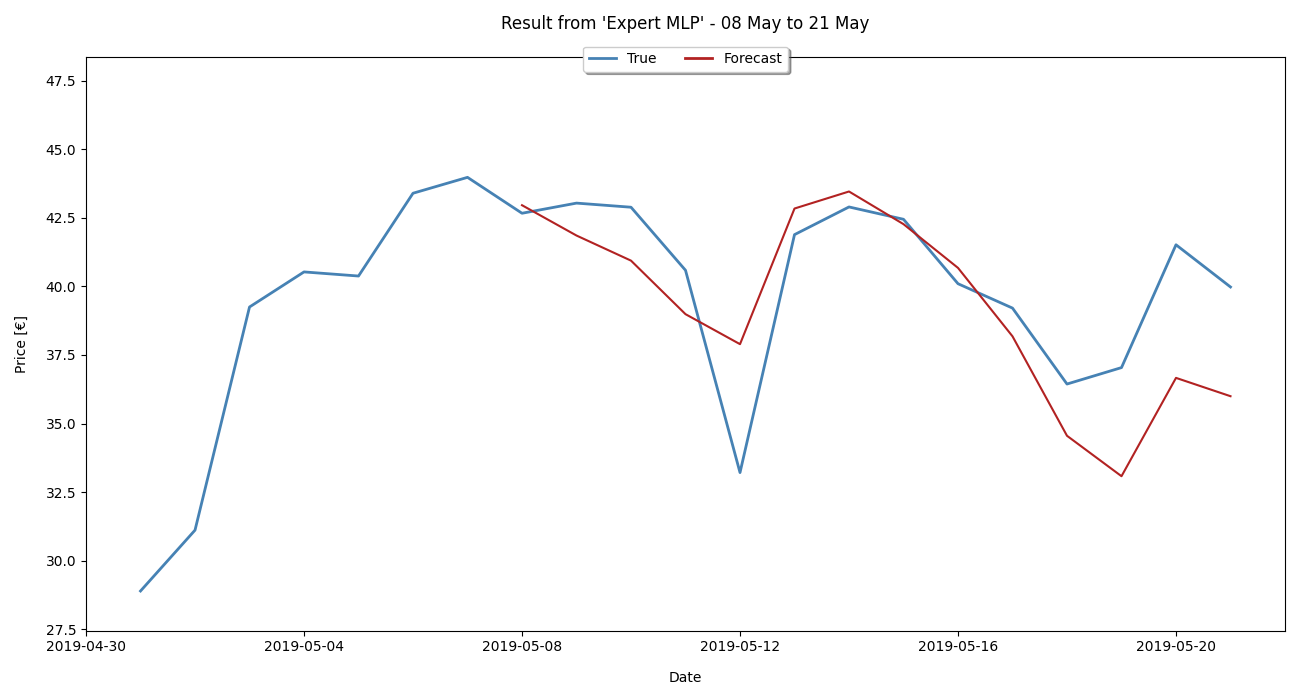 Result from 'Expert MLP' - 08 May to 21 May
True Forecast
47.5
45.0
42.5
40.0
37.5
35.0
32.5
30.0
27.5
Price [€]
2019-04-30 2019-05-04 2019-05-08 2019-05-12 2019-05-16 2019-05-20
Date